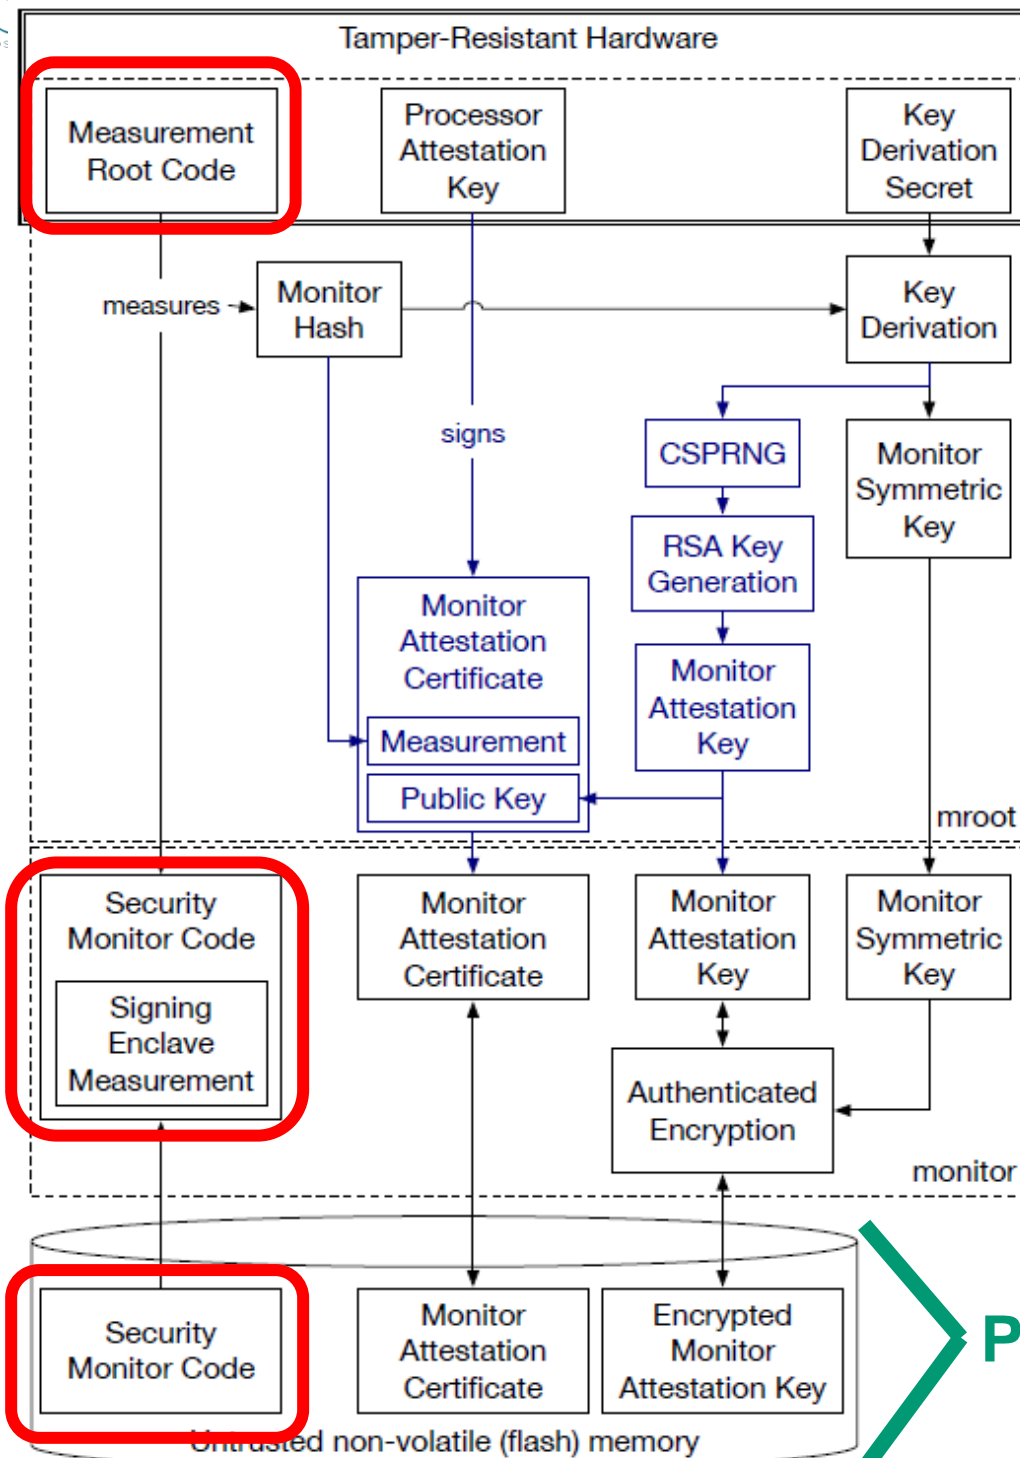 Tamper-Resistant Hardware
Measurement
Root Code
Processor
Attestation
Key
Key
Derivation
Secret
measures
Monitor
Hash
Key
Derivation
signs
CSPRNG
Monitor
Symmetric
Key
RSA Key
Generation
Monitor
Attestation
Certificate
Measurement
Public Key
Monitor
Attestation
Key
mroot
Security
Monitor Code
Signing
Enclave
Measurement
Monitor
Attestation
Certificate
Monitor
Attestation
Key
Monitor
Symmetric
Key
Authenticated
Encryption
monitor
Security
Monitor Code
Monitor
Attestation
Certificate
Encrypted
Monitor
Attestation Key
P
Untrusted non-volatile (flash) memory